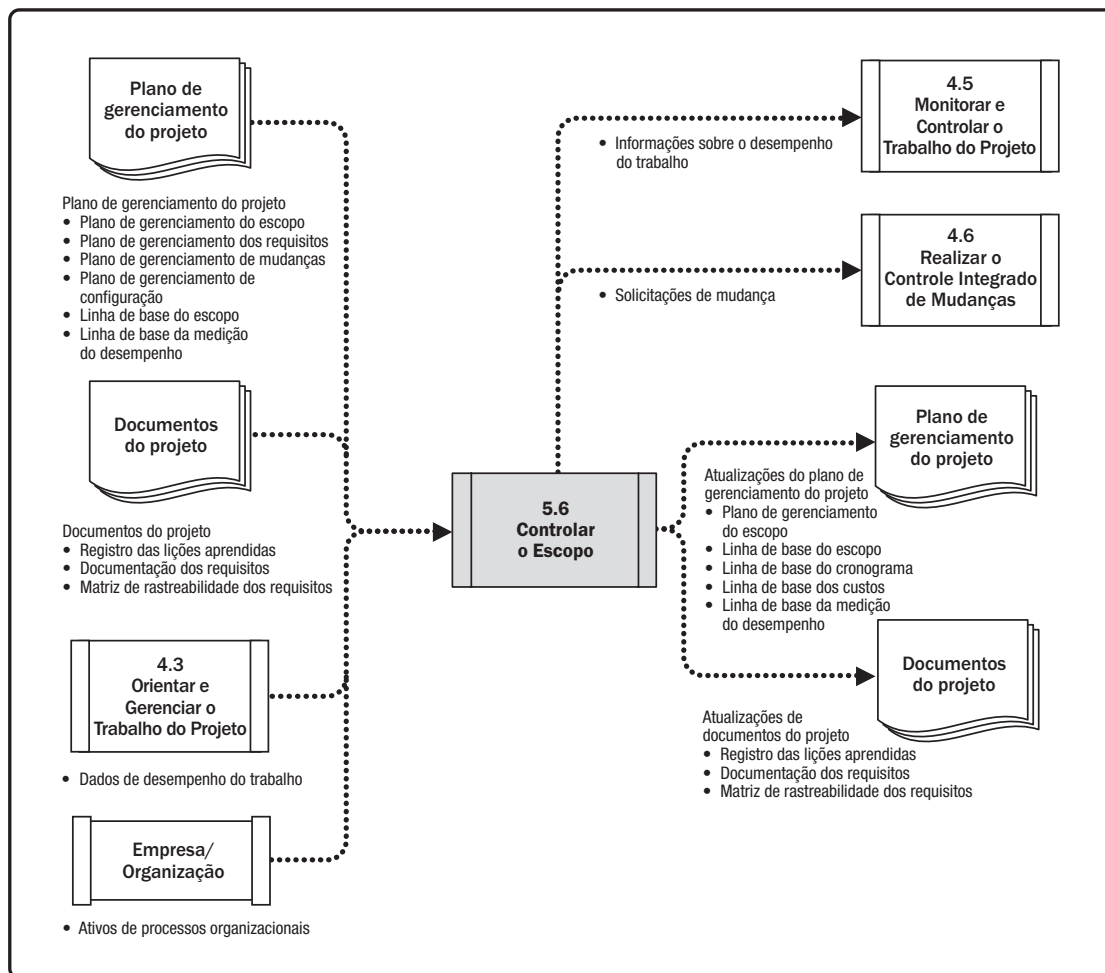 Plano de
gerenciamento
do projeto
Plano de gerenciamento do projeto
• Plano de gerenciamento do escopo
• Plano de gerenciamento dos requisitos
• Plano de gerenciamento de mudanças
• Plano de gerenciamento de
configuração
• Linha de base do escopo
• Linha de base da medição
do desempenho
Documentos
do projeto
Documentos do projeto
• Registro das lições aprendidas
• Documentação dos requisitos
• Matriz de rastreabilidade dos requisitos
4.3
Orientar e
Gerenciar o
Trabalho do Projeto
• Dados de desempenho do trabalho
Empresa/
Organização
• Ativos de processos organizacionais
5.6
Controlar
o Escopo
• Informações sobre o desempenho
do trabalho
4.5
Monitorar e
Controlar o
Trabalho do Projeto
• Solicitações de mudança
4.6
Realizar o
Controle Integrado
de Mudanças
Plano de
gerenciamento
do projeto
Atualizações do plano de
gerenciamento do projeto
• Plano de gerenciamento
do escopo
• Linha de base do escopo
• Linha de base do cronograma
• Linha de base dos custos
• Linha de base da medição
do desempenho
Documentos
do projeto
Atualizações de
documentos do projeto
• Registro das lições aprendidas
• Documentação dos requisitos
• Matriz de rastreabilidade dos requisitos